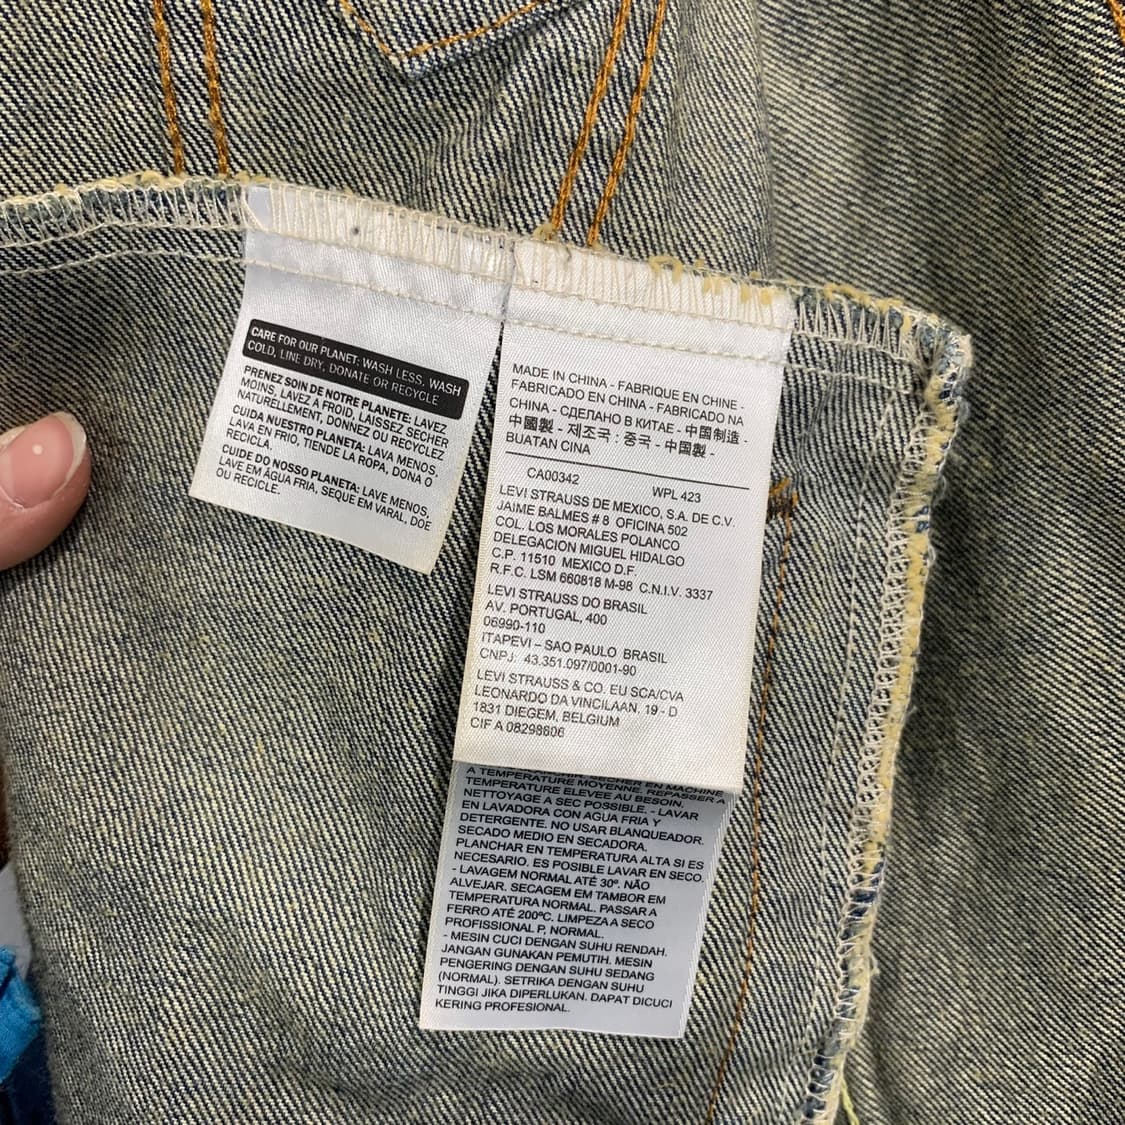 CARE FOR OUR PLANET: WASH LESS, WASH
COLD, LINE DRY, DONATE OR RECYCLE
PRENEZ SOIN DE NOTRE PLANETE: LAVEZ
MOINS, LAVEZ A FROID, LAISSEZ SECHER
NATURELLEMENT, DONNEZ OU RECYCLEZ
CUIDA NUESTRO PLANETA: LAVA MENOS,
LAVA EN FRIO, TIENDE LA ROPA, DONA O
RECICLA.
CUIDE DO NOSSO PLANETA: LAVE MENOS,
LAVE EM ÁGUA FRIA, SEQUE EM VARAL, DOE
OU RECICLE.
MADE IN CHINA - FABRIQUE EN CHINE -
FABRICADO EN CHINA - FABRICADO NA
CHINA - СДЕЛАНО В КИТАЕ - 中国制造 -
中國製 - 제조국 : 중국 - 中国製 -
BUATAN CINA
CA00342 WPL 423
LEVI STRAUSS DE MEXICO, S.A. DE C.V.
JAIME BALMES # 8 OFICINA 502
COL. LOS MORALES POLANCO
DELEGACION MIGUEL HIDALGO
C.P. 11510 MEXICO D.F.
R.F.C. LSM 660818 M-98 C.N.I.V. 3337
LEVI STRAUSS DO BRASIL
AV. PORTUGAL, 400
06990-110
ITAPEVI – SAO PAULO BRASIL
CNPJ: 43.351.097/0001-90
LEVI STRAUSS & CO. EU SCA/CVA
LEONARDO DA VINCILAAN, 19 - D
1831 DIEGEM, BELGIUM
CIF A 08298606
SECHER EN MACHINE
A TEMPERATURE MOYENNE. REPASSER A
TEMPERATURE ELEVEE AU BESOIN.
NETTOYAGE A SEC POSSIBLE. - LAVAR
EN LAVADORA CON AGUA FRIA Y
DETERGENTE. NO USAR BLANQUEADOR.
SECADO MEDIO EN SECADORA.
PLANCHAR EN TEMPERATURA ALTA SI ES
NECESARIO. ES POSIBLE LAVAR EN SECO.
- LAVAGEM NORMAL ATÉ 30º. NÃO
ALVEJAR. SECAGEM EM TAMBOR EM
TEMPERATURA NORMAL. PASSAR A
FERRO ATÉ 200ºC. LIMPEZA A SECO
PROFISSIONAL P, NORMAL.
- MESIN CUCI DENGAN SUHU RENDAH.
JANGAN GUNAKAN PEMUTIH. MESIN
PENGERING DENGAN SUHU SEDANG
(NORMAL). SETRIKA DENGAN SUHU
TINGGI JIKA DIPERLUKAN. DAPAT DICUCI
KERING PROFESIONAL.